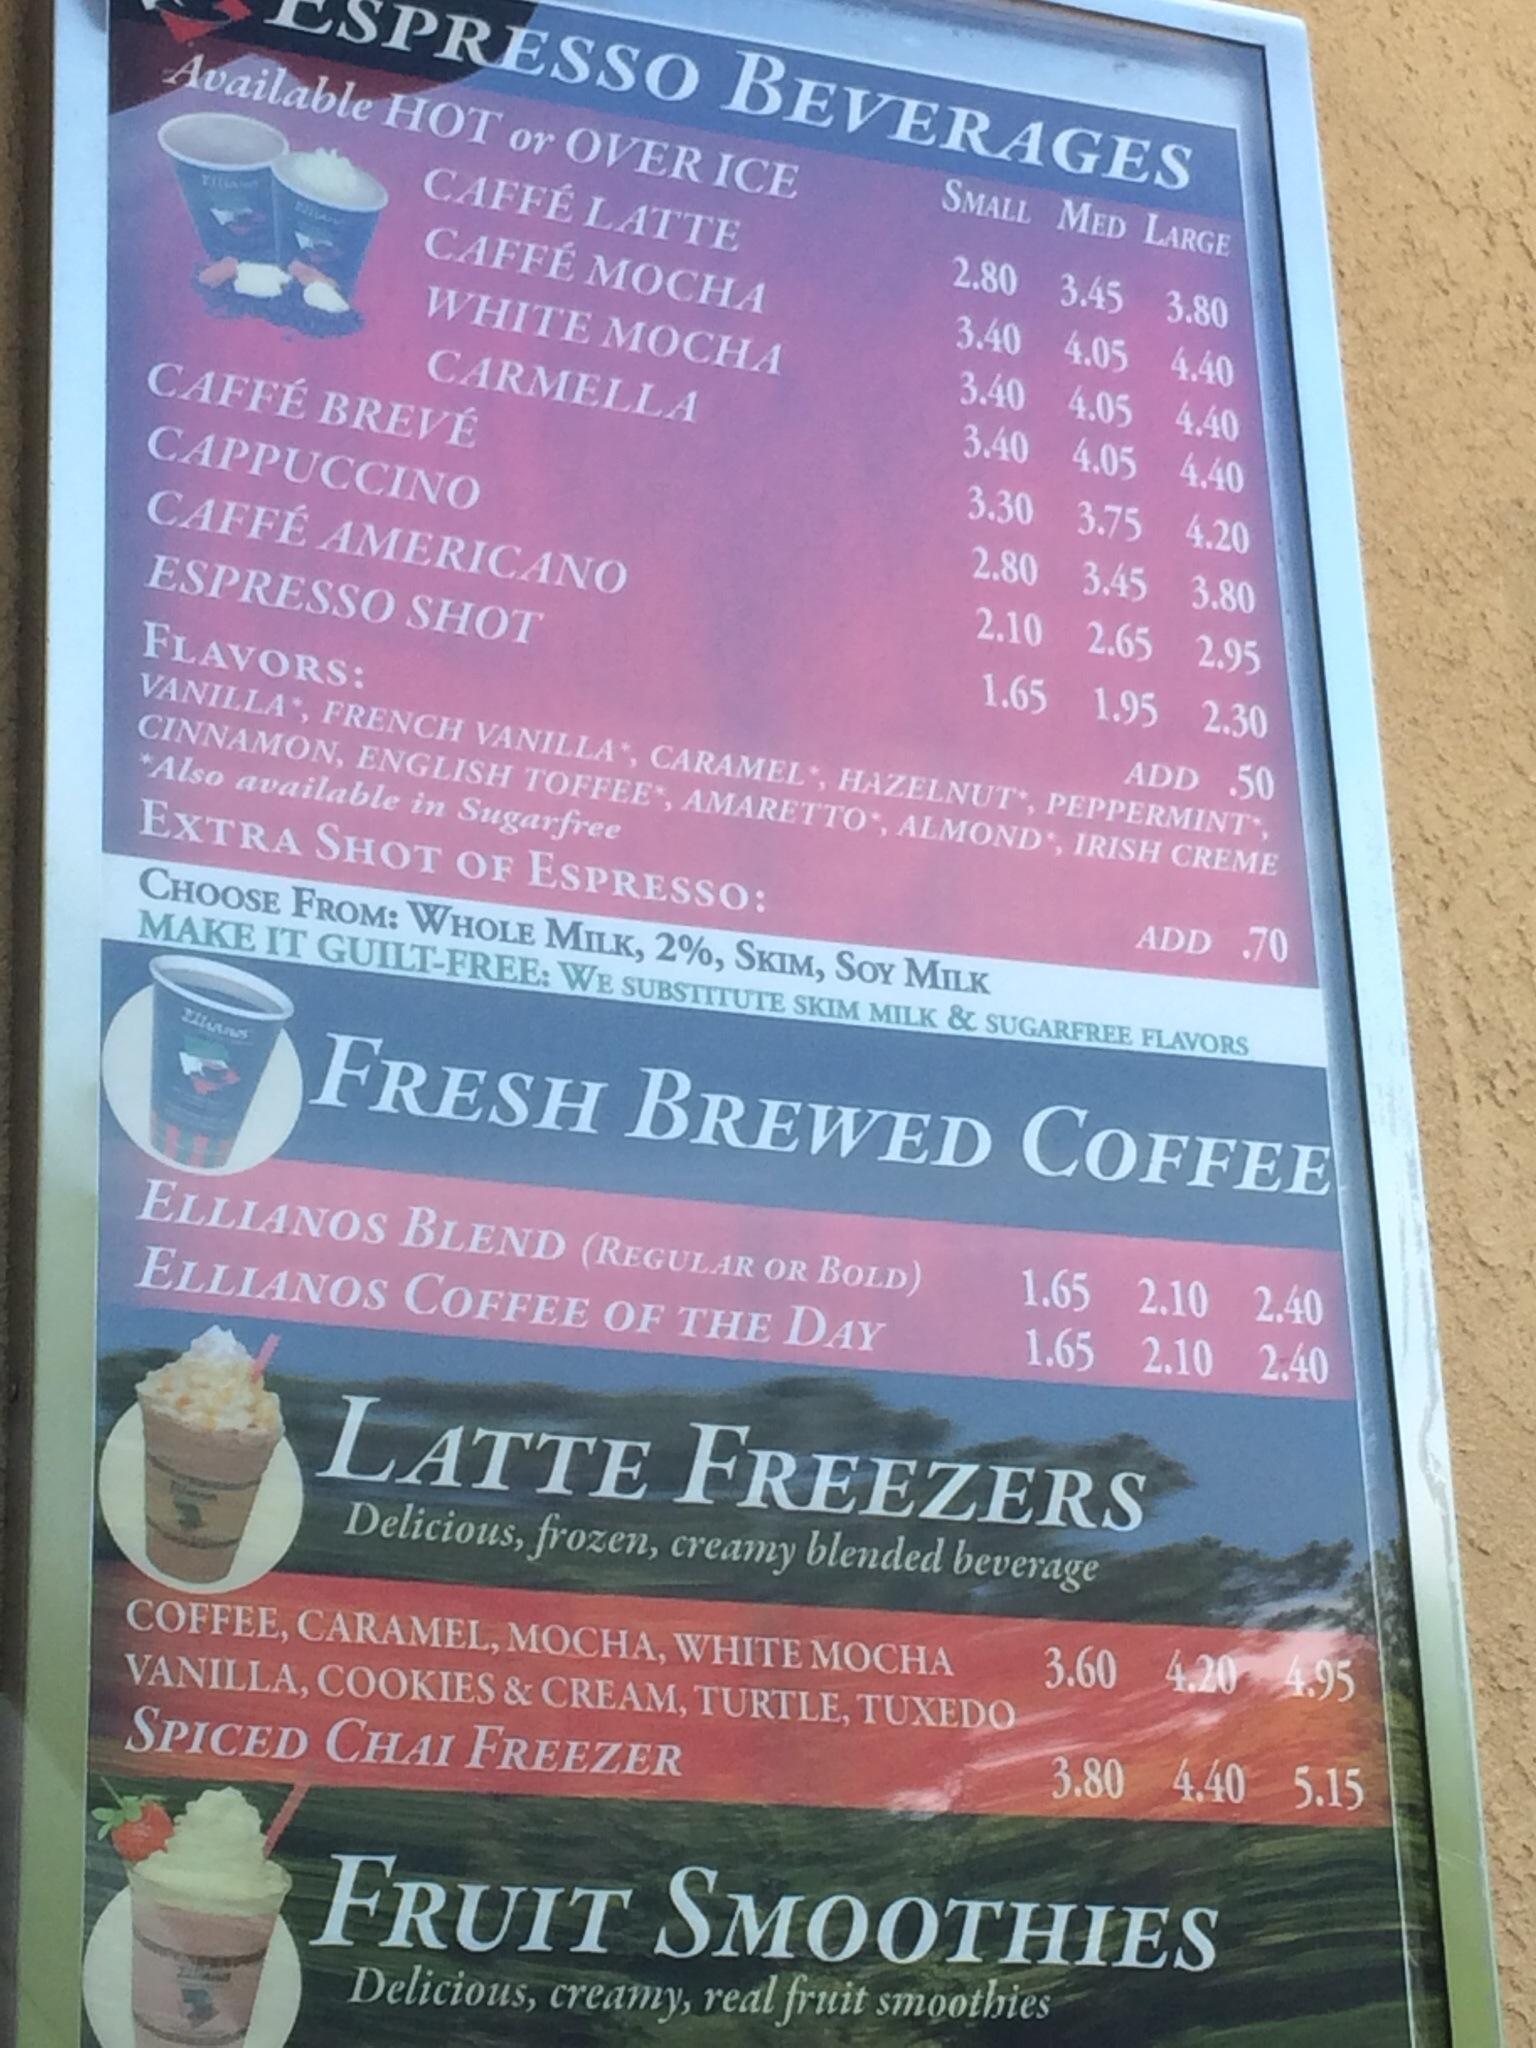 ESPRESSO BEVERAGES
Available HOT or OVER ICE SMALL MED LARGE
CAFFÉ LATTE 2.80 3.45 3.80
CAFFÉ MOCHA 3.40 4.05 4.40
WHITE MOCHA 3.40 4.05 4.40
CARMELLA 3.40 4.05 4.40
CAFFÉ BREVÉ 3.30 3.75 4.20
CAPPUCCINO 2.80 3.45 3.80
CAFFÉ AMERICANO 2.10 2.65 2.95
ESPRESSO SHOT 1.65 1.95 2.30
FLAVORS: ADD .50
VANILLA*, FRENCH VANILLA*, CARAMEL*, HAZELNUT*, PEPPERMINT*,
CINNAMON, ENGLISH TOFFEE*, AMARETTO*, ALMOND*, IRISH CREME
*Also available in Sugarfree
EXTRA SHOT OF ESPRESSO: ADD .70
CHOOSE FROM: WHOLE MILK, 2%, SKIM, SOY MILK
MAKE IT GUILT-FREE: WE SUBSTITUTE SKIM MILK & SUGARFREE FLAVORS
Ellianos
FRESH BREWED COFFEE
ELLIANOS BLEND (REGULAR OR BOLD) 1.65 2.10 2.40
ELLIANOS COFFEE OF THE DAY 1.65 2.10 2.40
LATTE FREEZERS
Delicious, frozen, creamy blended beverage
COFFEE, CARAMEL, MOCHA, WHITE MOCHA 3.60 4.20 4.95
VANILLA, COOKIES & CREAM, TURTLE, TUXEDO
SPICED CHAI FREEZER 3.80 4.40 5.15
FRUIT SMOOTHIES
Delicious, creamy, real fruit smoothies